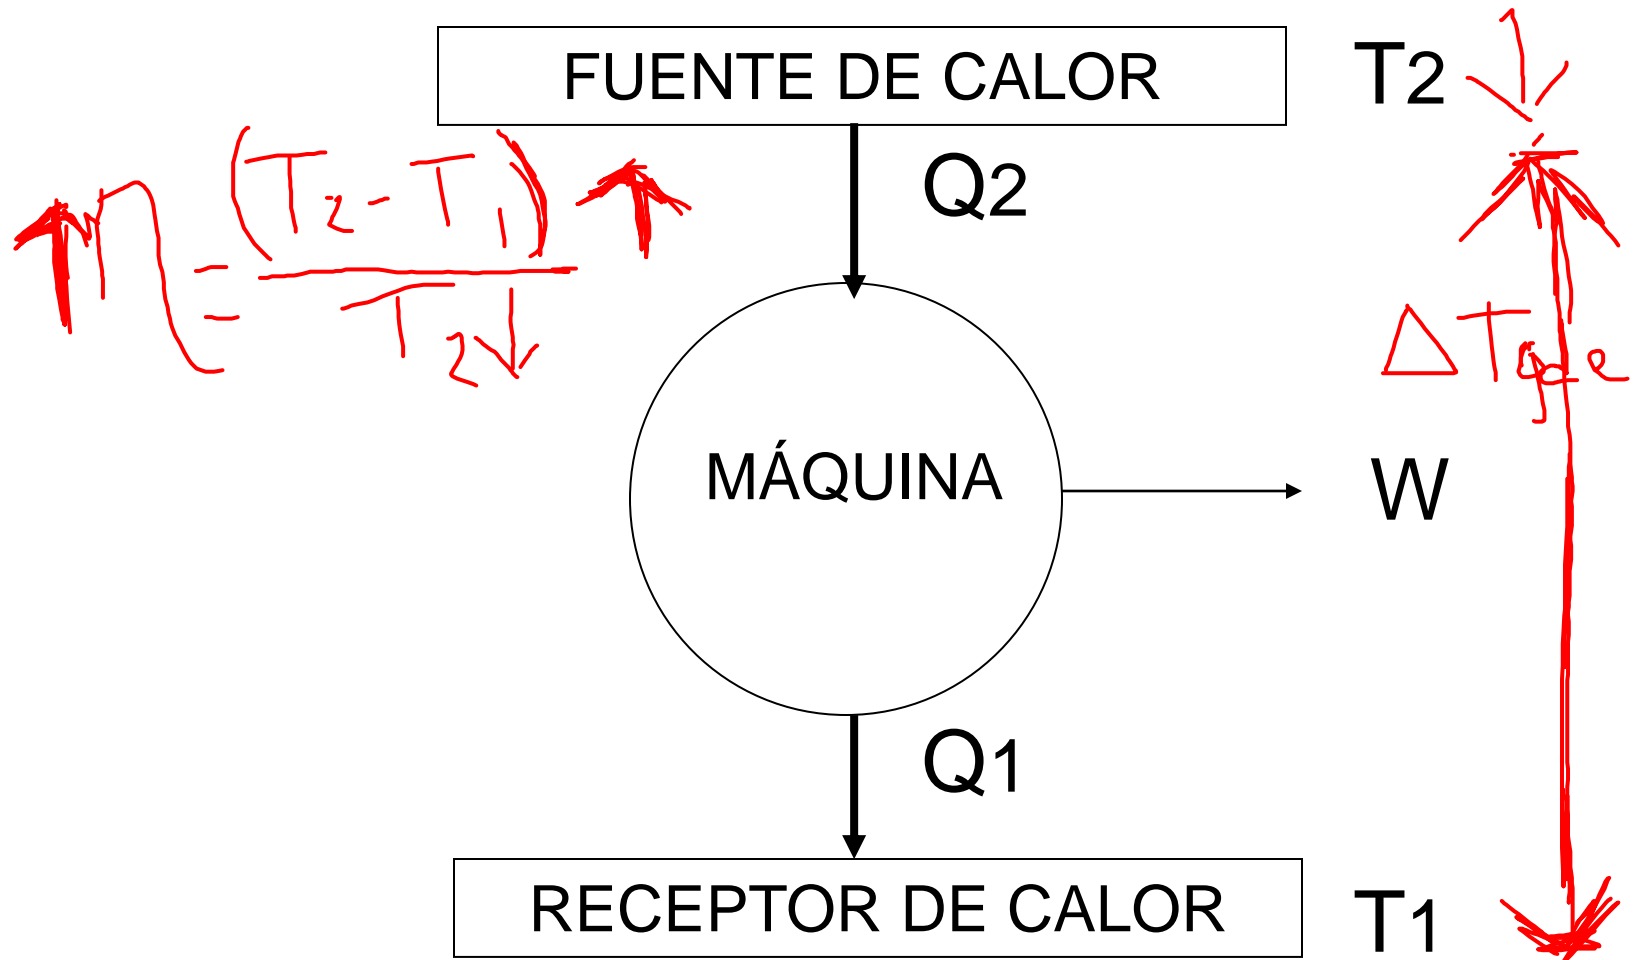 FUENTE DE CALOR
T2
η = (T2 - T1)
T2
Q2
ΔT
MÁQUINA
W
Q1
RECEPTOR DE CALOR
T1